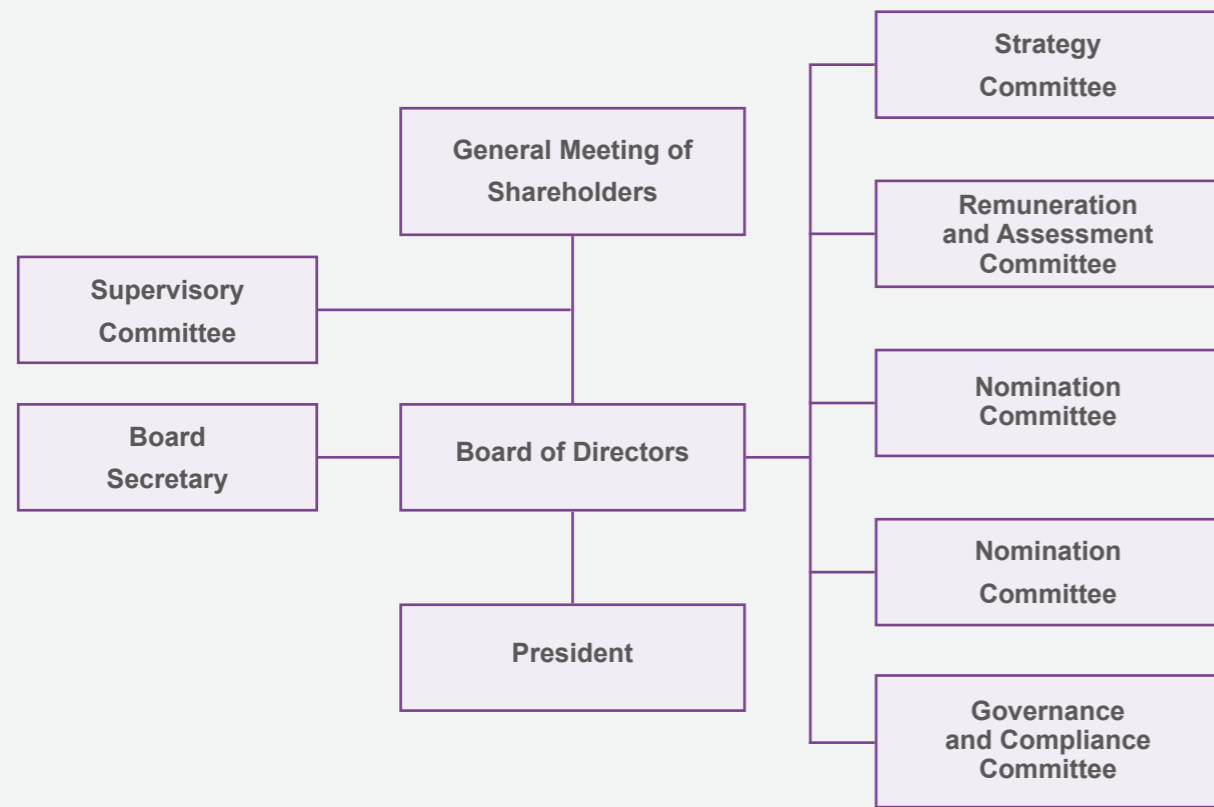 General Meeting of
Shareholders
Supervisory
Committee
Board
Secretary
Board of Directors
President
Strategy
Committee
Remuneration
and Assessment
Committee
Nomination
Committee
Nomination
Committee
Governance
and Compliance
Committee